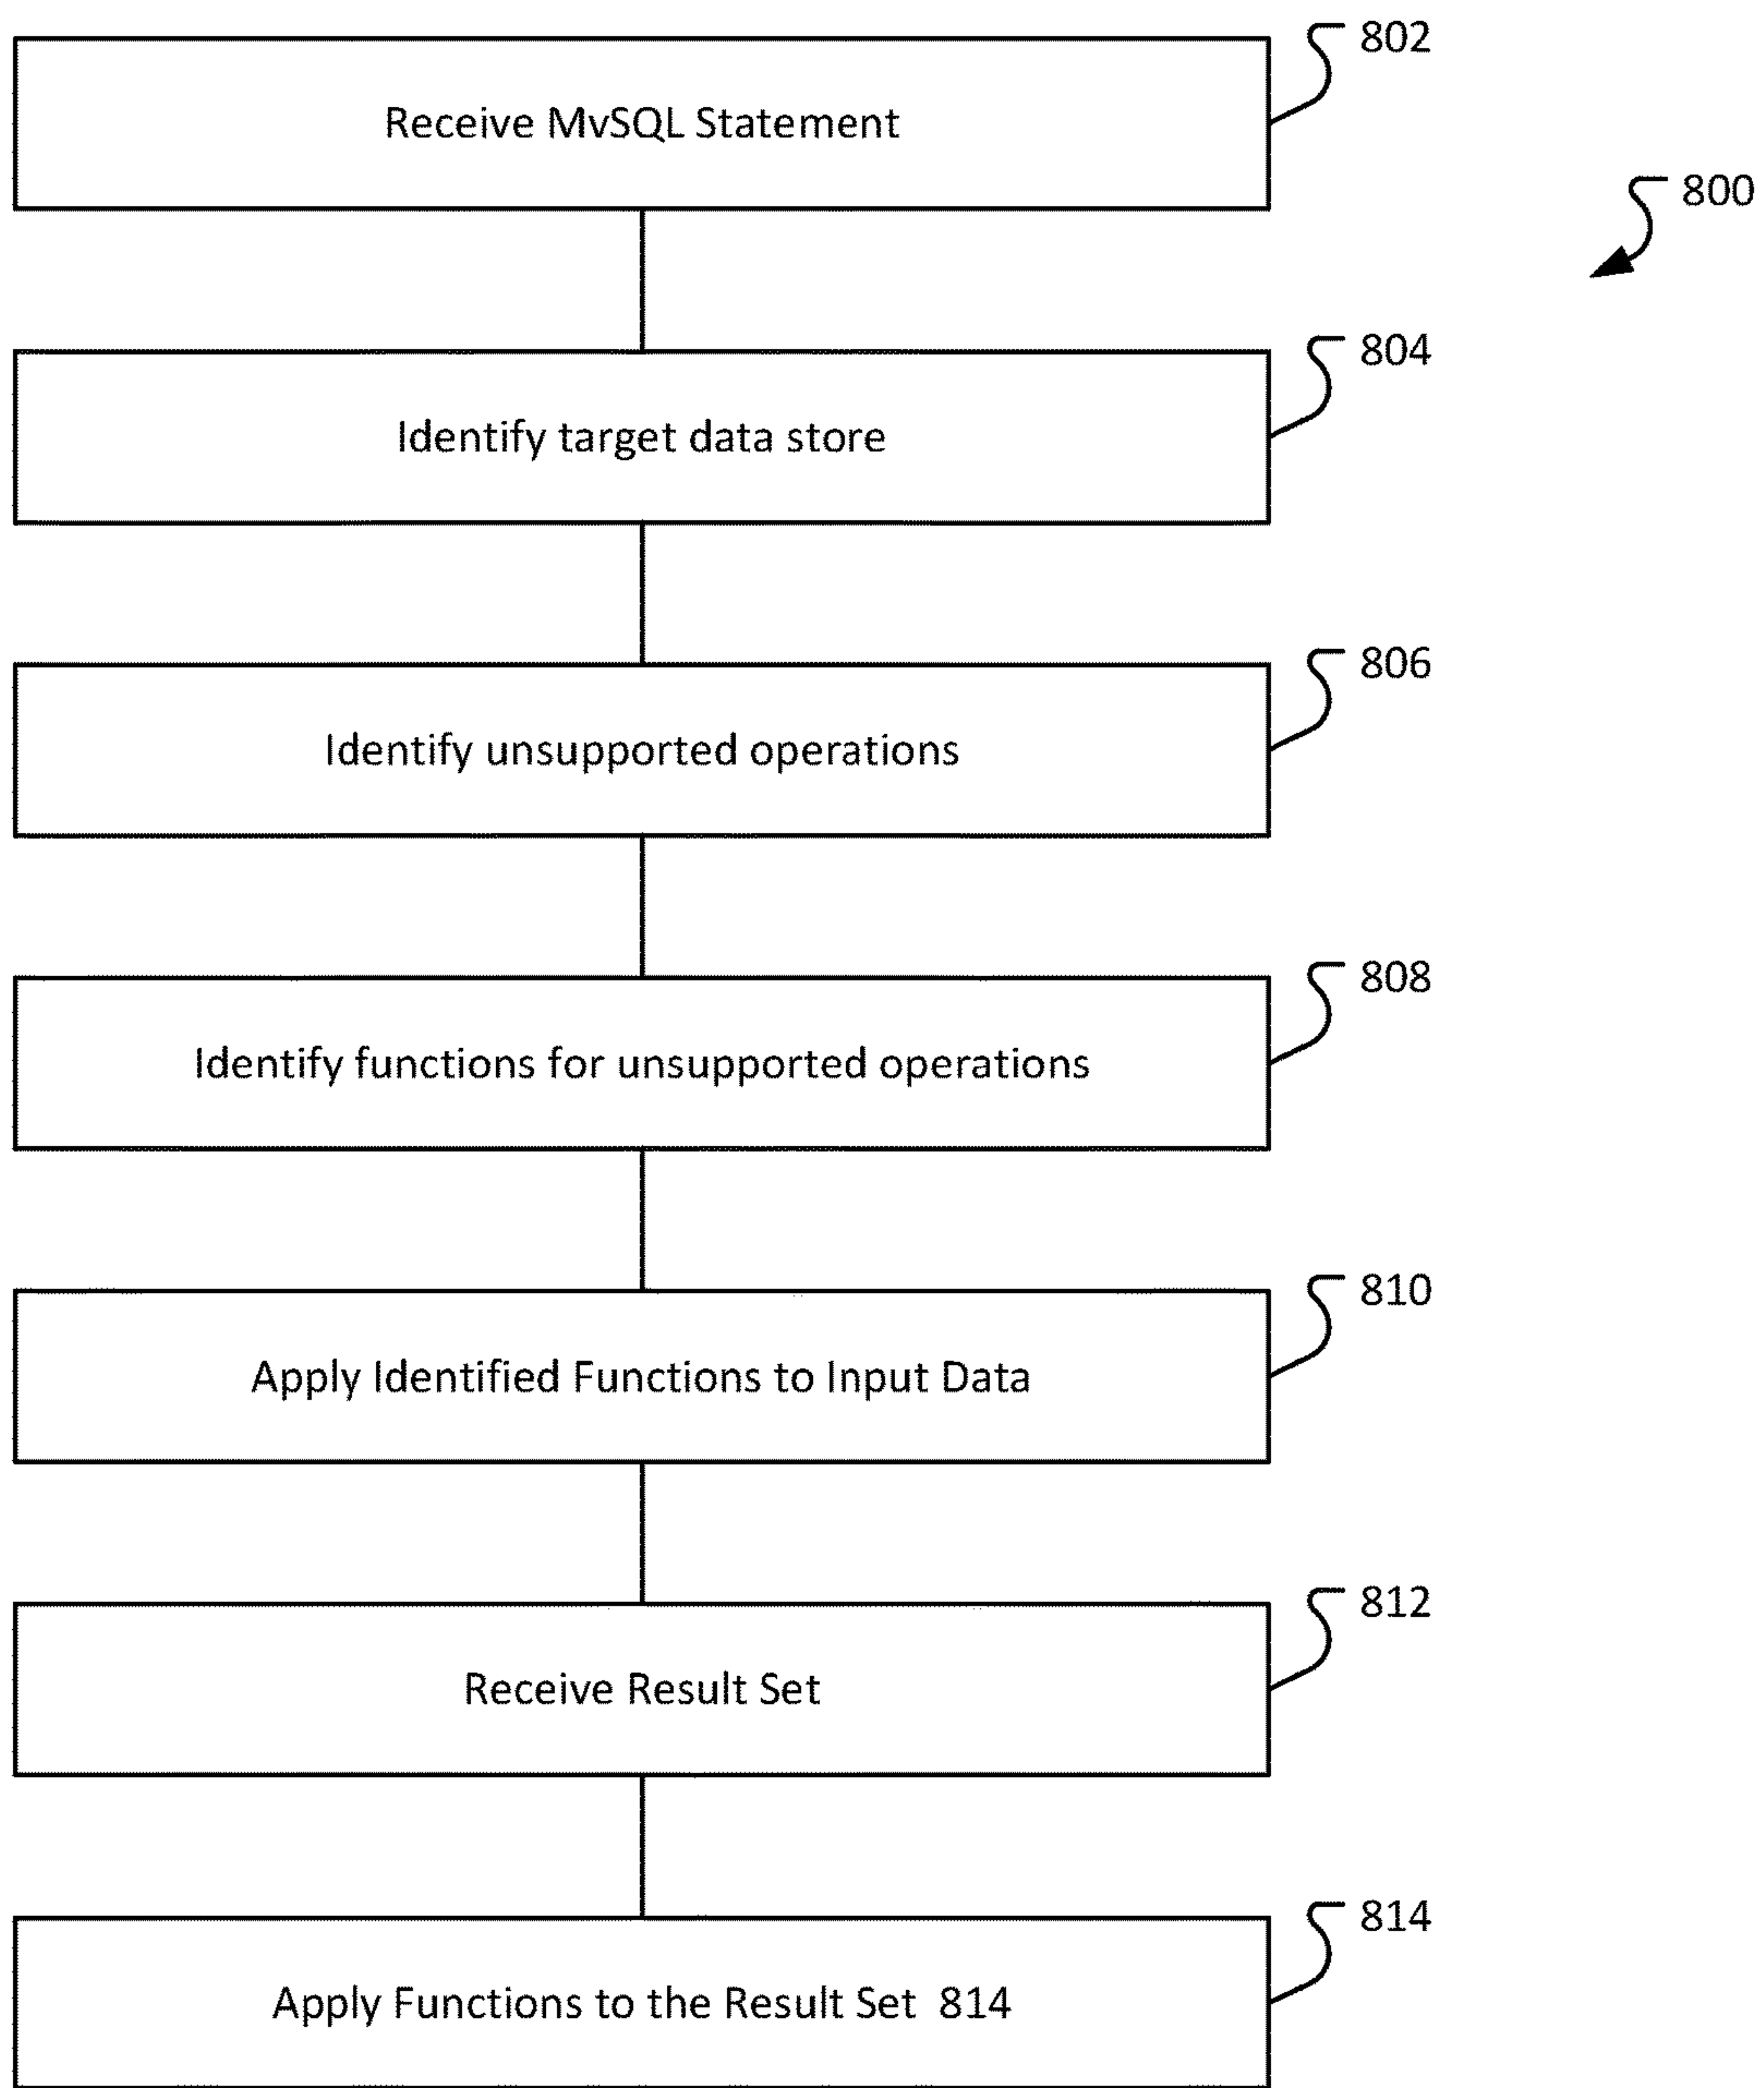 802
Receive MvSQL Statement
800
804
Identify target data store
806
Identify unsupported operations
808
Identify functions for unsupported operations
810
Apply Identified Functions to Input Data
812
Receive Result Set
814
Apply Functions to the Result Set 814